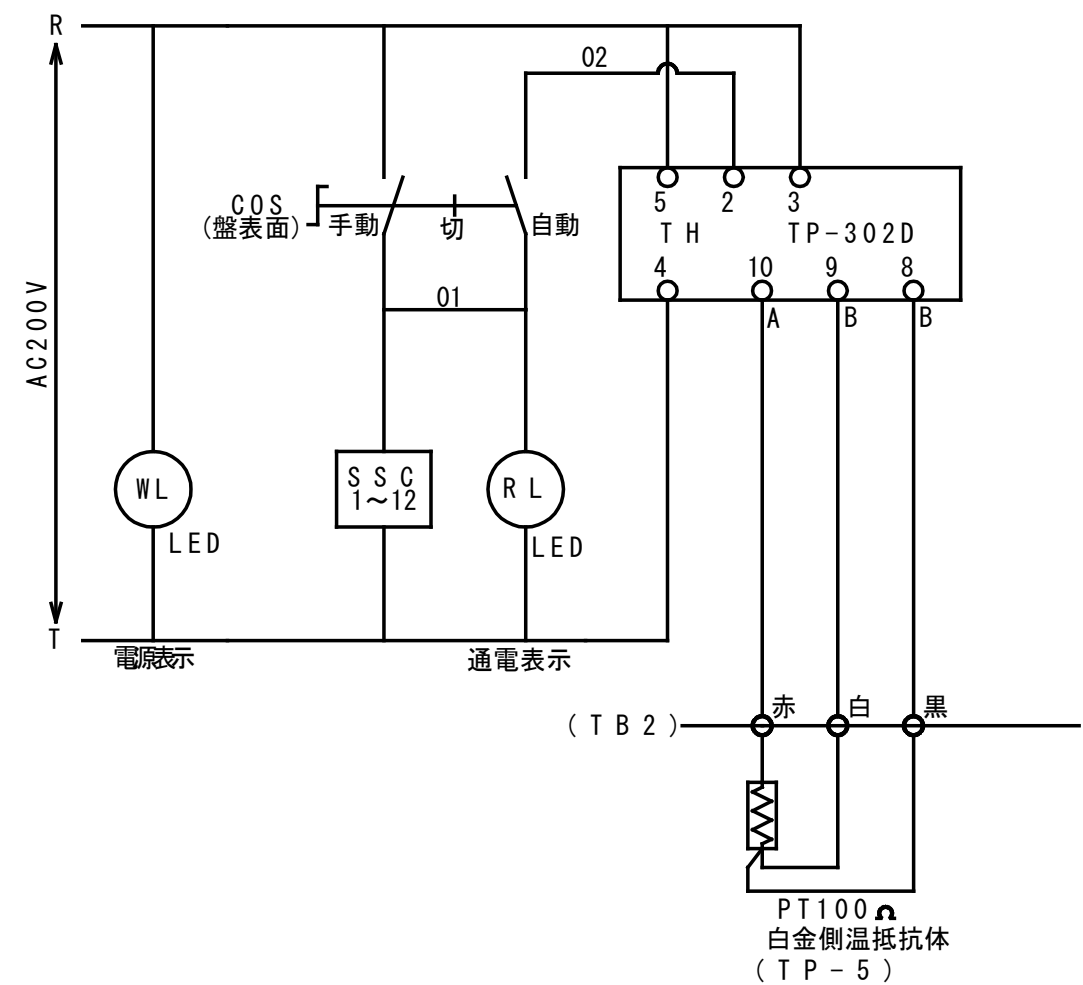 R
02
5 2 3
COS
(盤表面)
手動 切 自動
TH TP-302D
4 10 9 8
A B B
01
AC200V
WL
SSC
1～12
RL
LED
LED
T
電源表示
通電表示
赤 白 黒
(TB2)
PT100Ω
白金側温抵抗体
(TP-5)